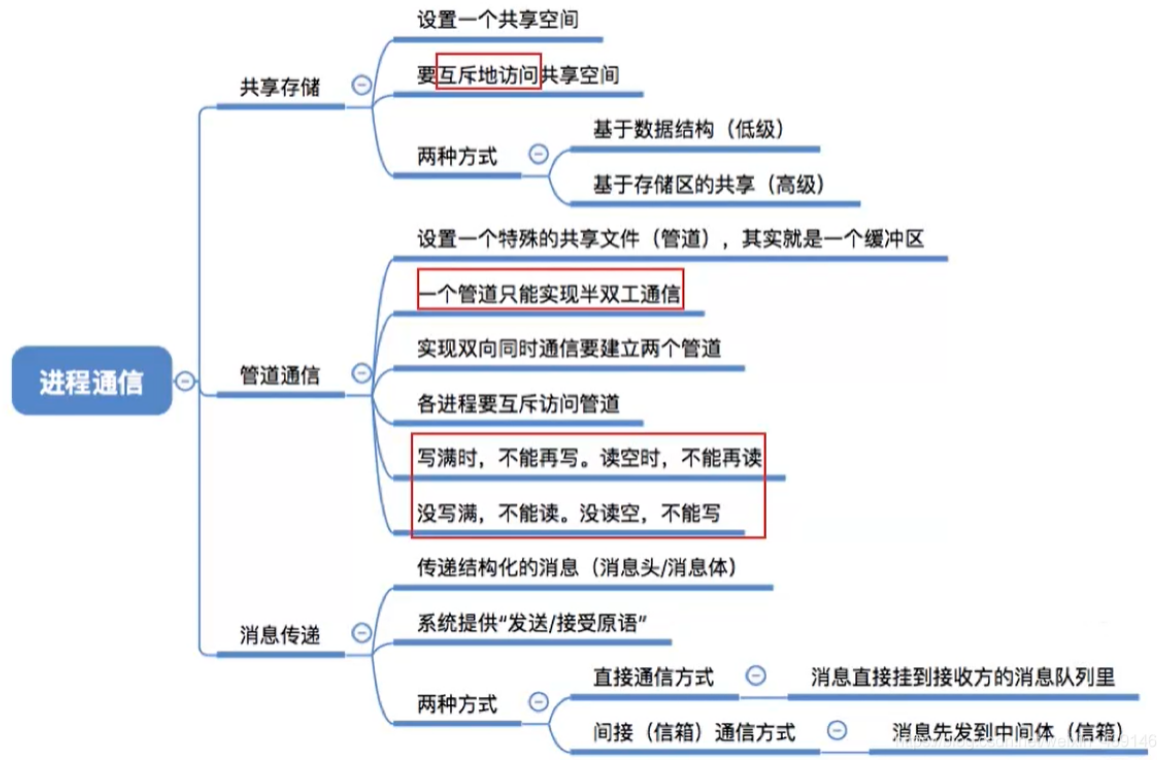 设置一个共享空间
要互斥地访问共享空间
共享存储
基于数据结构（低级）
两种方式
基于存储区的共享（高级）
设置一个特殊的共享文件（管道），其实就是一个缓冲区
一个管道只能实现半双工通信
实现双向同时通信要建立两个管道
管道通信
进程通信
各进程要互斥访问管道
写满时，不能再写。读空时，不能再读
没写满，不能读。没读空，不能写
传递结构化的消息（消息头/消息体）
系统提供“发送/接受原语”
消息传递
直接通信方式
消息直接挂到接收方的消息队列里
两种方式
间接（信箱）通信方式
消息先发到中间体（信箱）